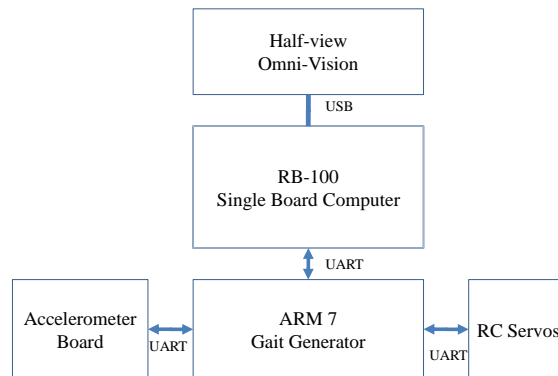 Half-view
Omni-Vision
USB
RB-100
Single Board Computer
UART
Accelerometer
Board
UART
ARM 7
Gait Generator
UART
RC Servos